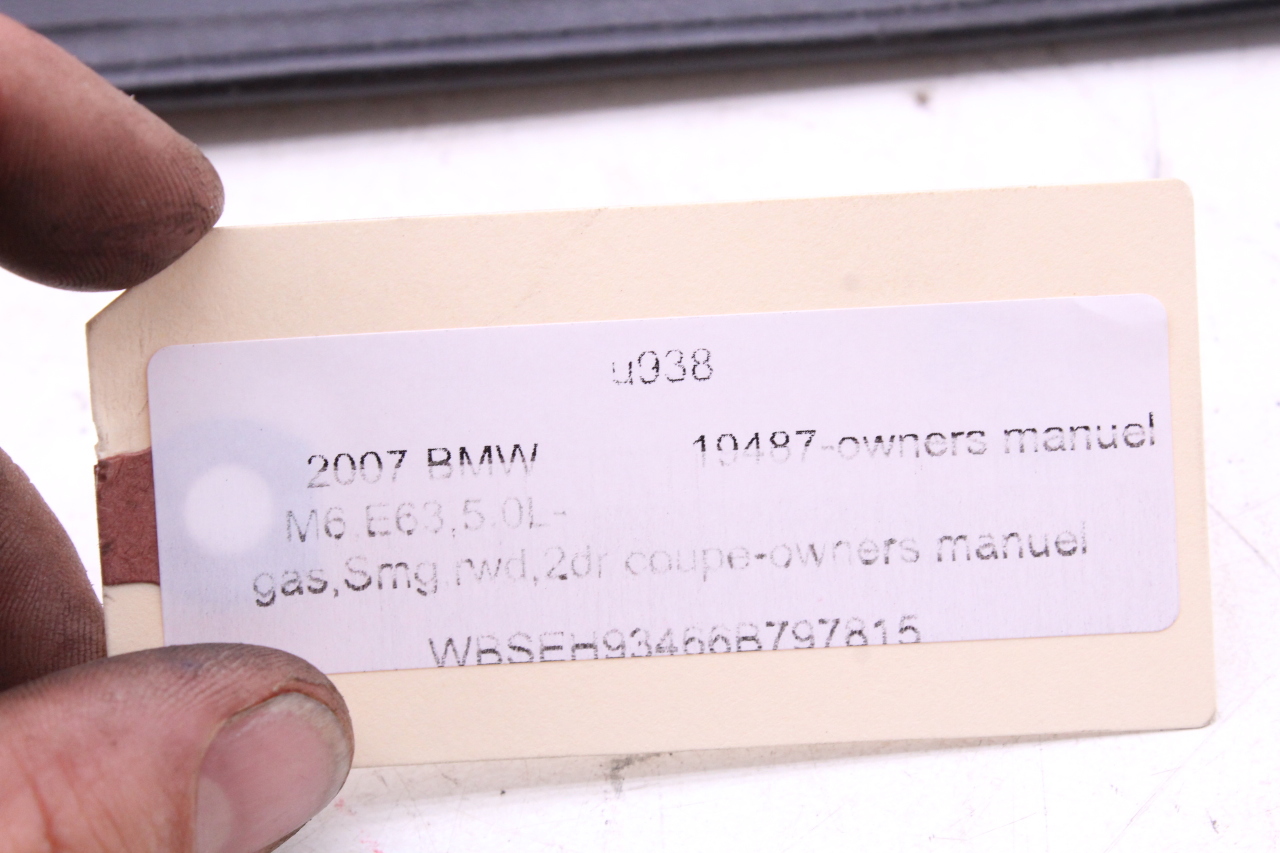 u938
2007 BMW 19487-owners manuel
M6 E63,5.0L-
gas,Smg,rwd,2dr coupe-owners manuel
WBSEH93466B797815